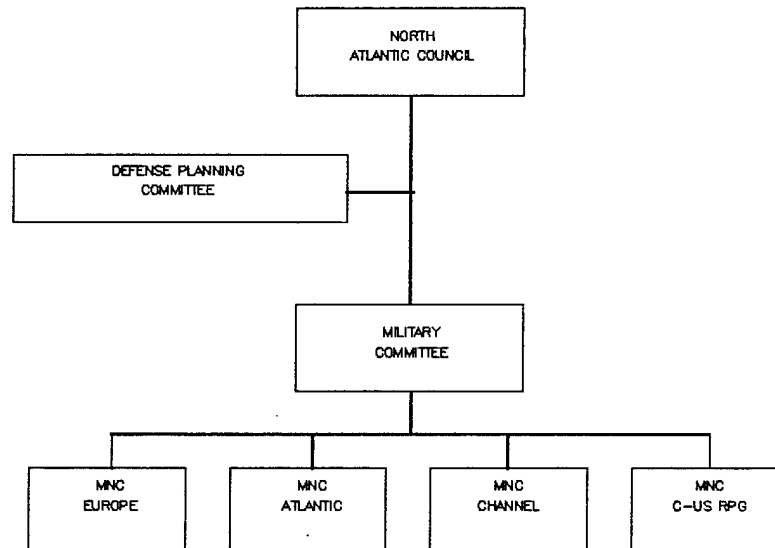 NORTH
ATLANTIC COUNCIL
DEFENSE PLANNING
COMMITTEE
MILITARY
COMMITTEE
MNC
EUROPE
MNC
ATLANTIC
MNC
CHANNEL
MNC
C-US RPG